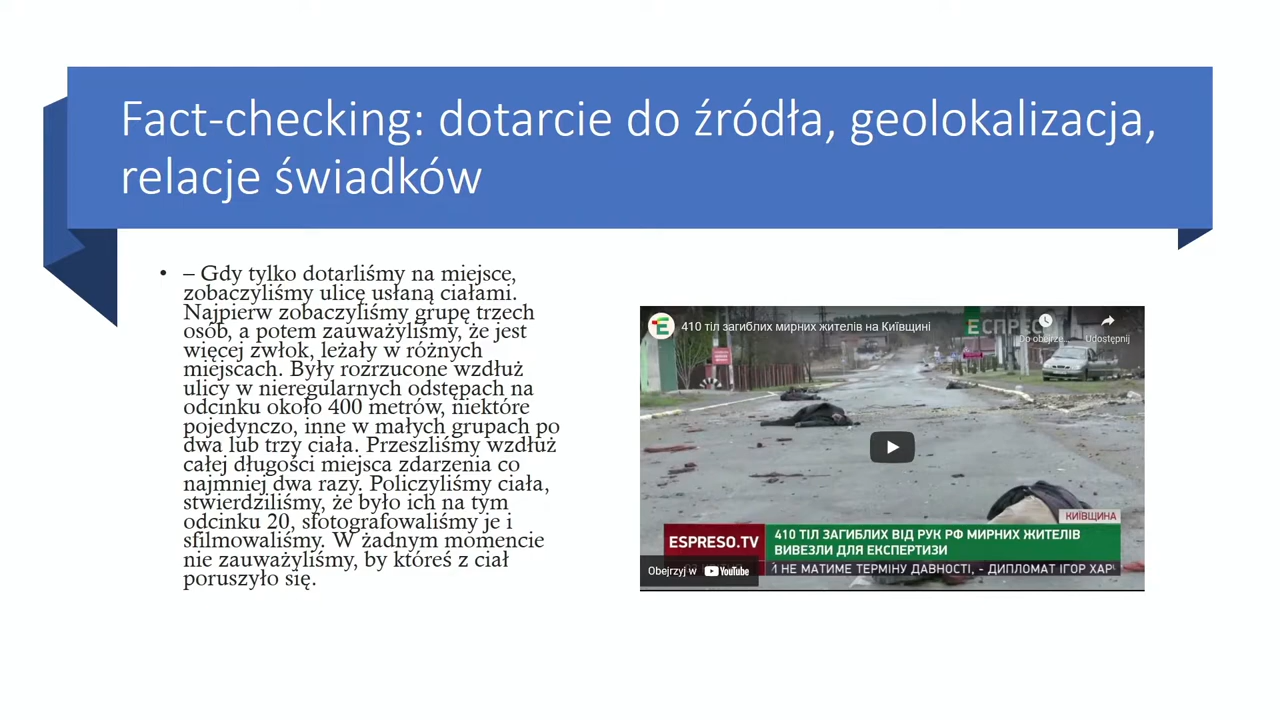 Fact-checking: dotarcie do źródła, geolokalizacja,
relacje świadków
• – Gdy tylko dotarliśmy na miejsce,
zobaczyliśmy ulicę usłaną ciałami.
Najpierw zobaczyliśmy grupę trzech
osób, a potem zauważyliśmy, że jest
więcej zwłok, leżały w różnych
miejscach. Były rozrzucone wzdłuż
ulicy w nieregularnych odstępach na
odcinku około 400 metrów, niektóre
pojedynczo, inne w małych grupach po
dwa lub trzy ciała. Przeszliśmy wzdłuż
całej długości miejsca zdarzenia co
najmniej dwa razy. Policzyliśmy ciała,
stwierdziliśmy, że było ich na tym
odcinku 20, sfotografowaliśmy je i
sfilmowaliśmy. W żadnym momencie
nie zauważyliśmy, by któreś z ciał
poruszyło się.
410 тіл загиблих мирних жителів на Київщині
ЕСПРЕСО
Do obejrze...
Udostępnij
КИЇВЩИНА
ESPRESO.TV
410 ТІЛ ЗАГИБЛИХ ВІД РУК РФ МИРНИХ ЖИТЕЛІВ
ВИВЕЗЛИ ДЛЯ ЕКСПЕРТИЗИ
Й НЕ МАТИМЕ ТЕРМІНУ ДАВНОСТІ, - ДИПЛОМАТ ІГОР ХАРЧ
Obejrzyj w YouTube